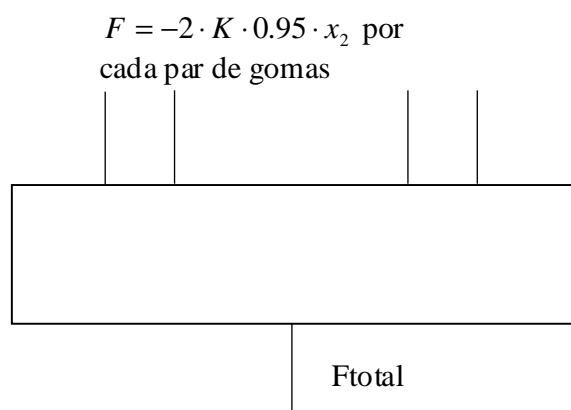 F = −2 · K · 0.95 · x₂ por
cada par de gomas
Ftotal